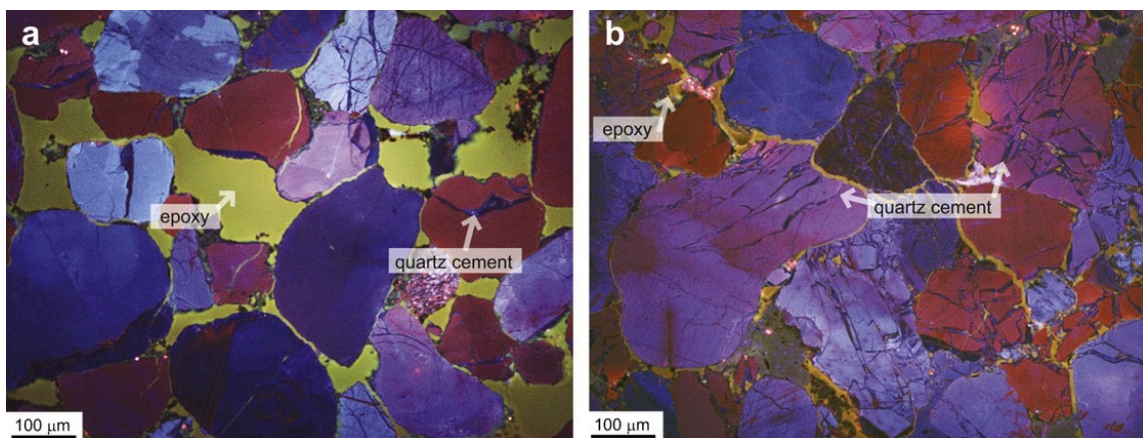 a
epoxy
quartz cement
100 μm
b
epoxy
quartz cement
100 μm